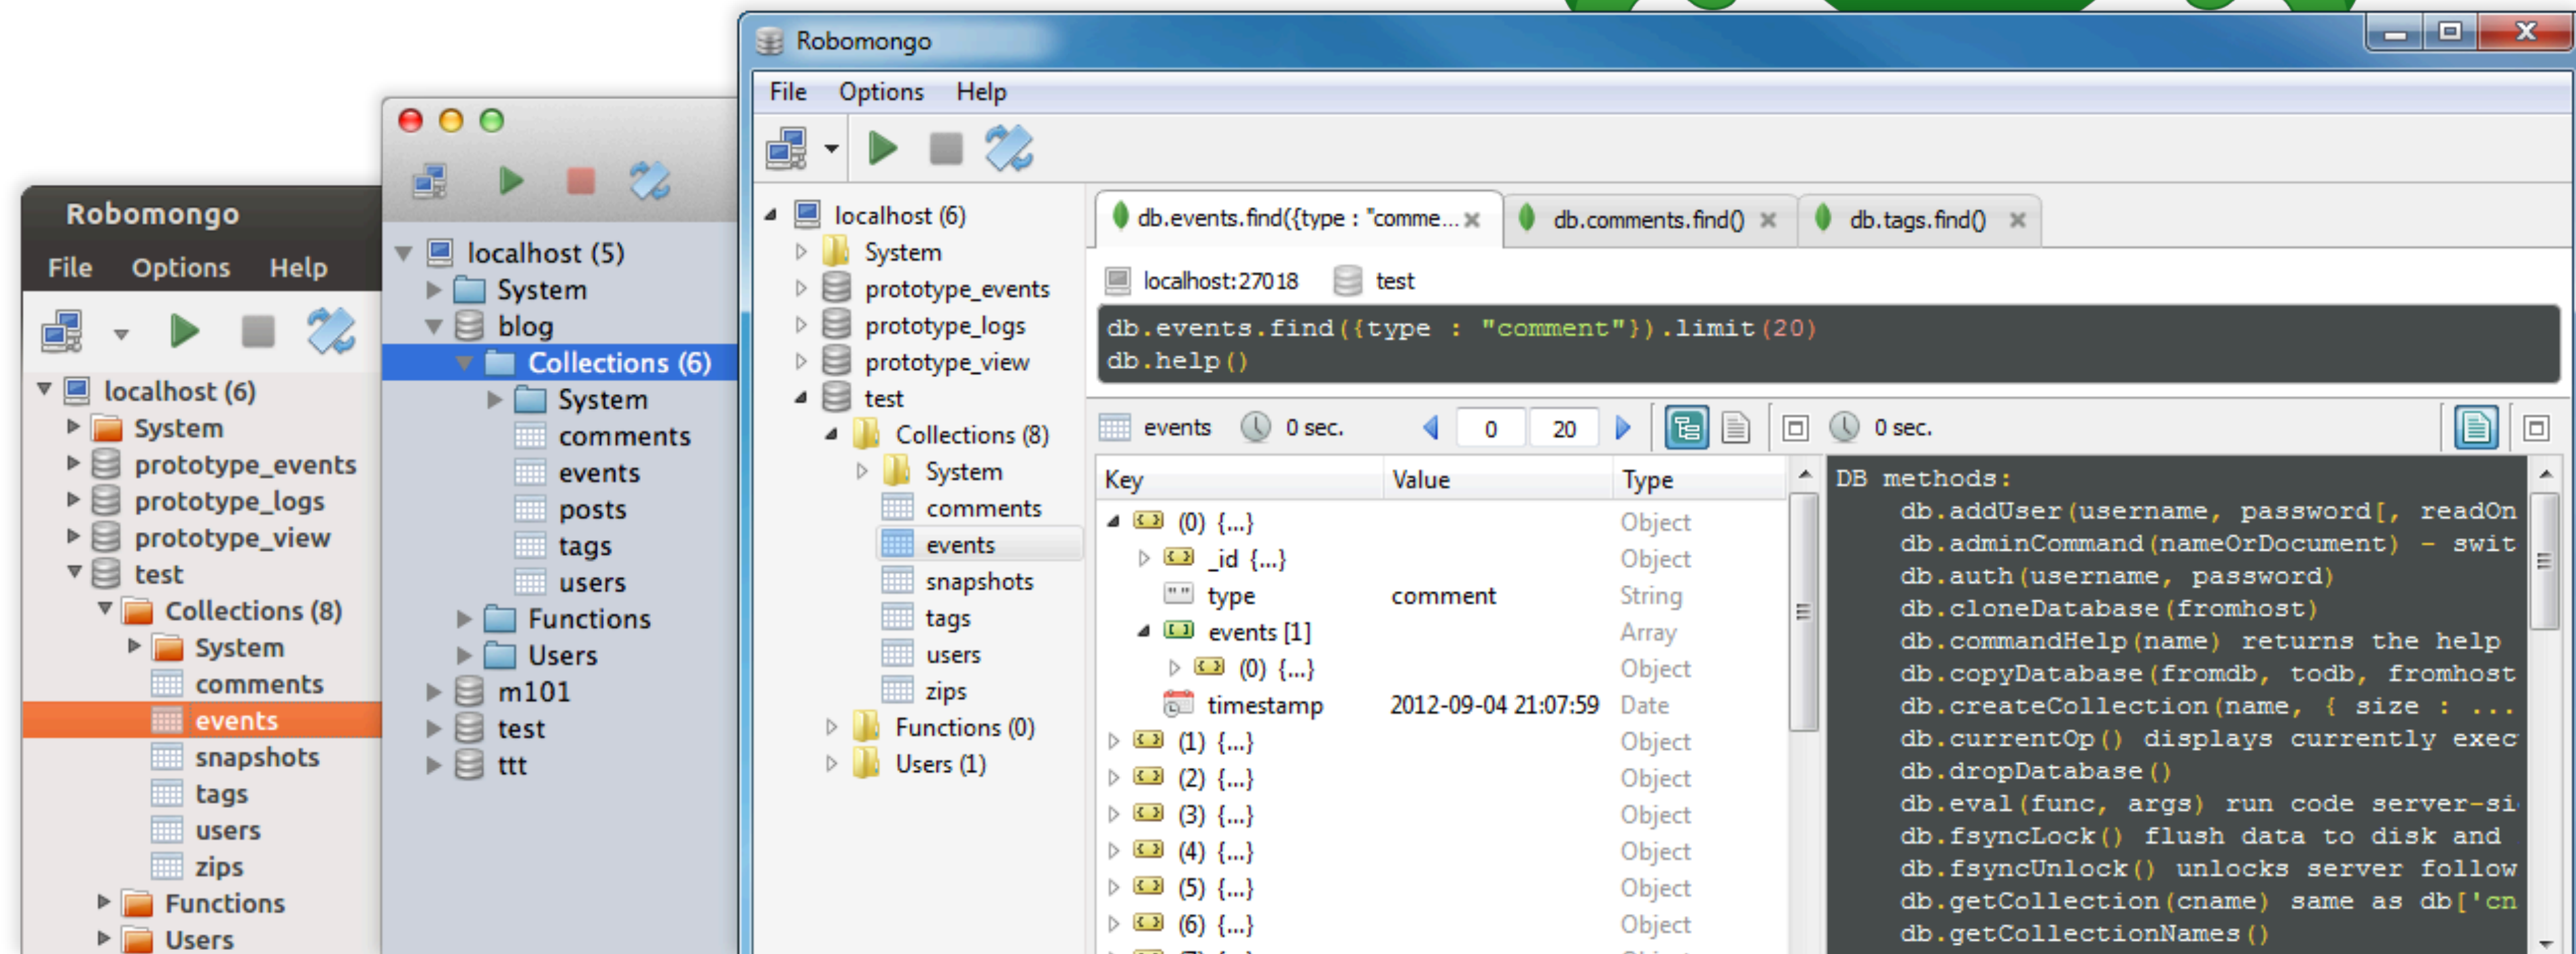 Robomongo
File Options Help
localhost (6)
System
prototype_events
prototype_logs
prototype_view
test
Collections (8)
System
comments
events
snapshots
tags
users
zips
Functions
Users
localhost (5)
System
blog
Collections (6)
System
comments
events
posts
tags
users
Functions
Users
m101
test
ttt
Robomongo
File Options Help
localhost (6)
System
prototype_events
prototype_logs
prototype_view
test
Collections (8)
System
comments
events
snapshots
tags
users
zips
Functions (0)
Users (1)
db.events.find({type : "comme... db.comments.find() db.tags.find()
localhost:27018 test
db.events.find({type : "comment"}).limit(20)
db.help()
events 0 sec. 0 20
Key Value Type
(0) {...} Object
_id {...} Object
type comment String
events [1] Array
(0) {...} Object
timestamp 2012-09-04 21:07:59 Date
(1) {...} Object
(2) {...} Object
(3) {...} Object
(4) {...} Object
(5) {...} Object
(6) {...} Object
0 sec.
DB methods:
db.addUser(username, password[, readOn
db.adminCommand(nameOrDocument) - swit
db.auth(username, password)
db.cloneDatabase(fromhost)
db.commandHelp(name) returns the help
db.copyDatabase(fromdb, todb, fromhost
db.createCollection(name, { size : ...
db.currentOp() displays currently exec
db.dropDatabase()
db.eval(func, args) run code server-si
db.fsyncLock() flush data to disk and
db.fsyncUnlock() unlocks server follow
db.getCollection(cname) same as db['cn
db.getCollectionNames()